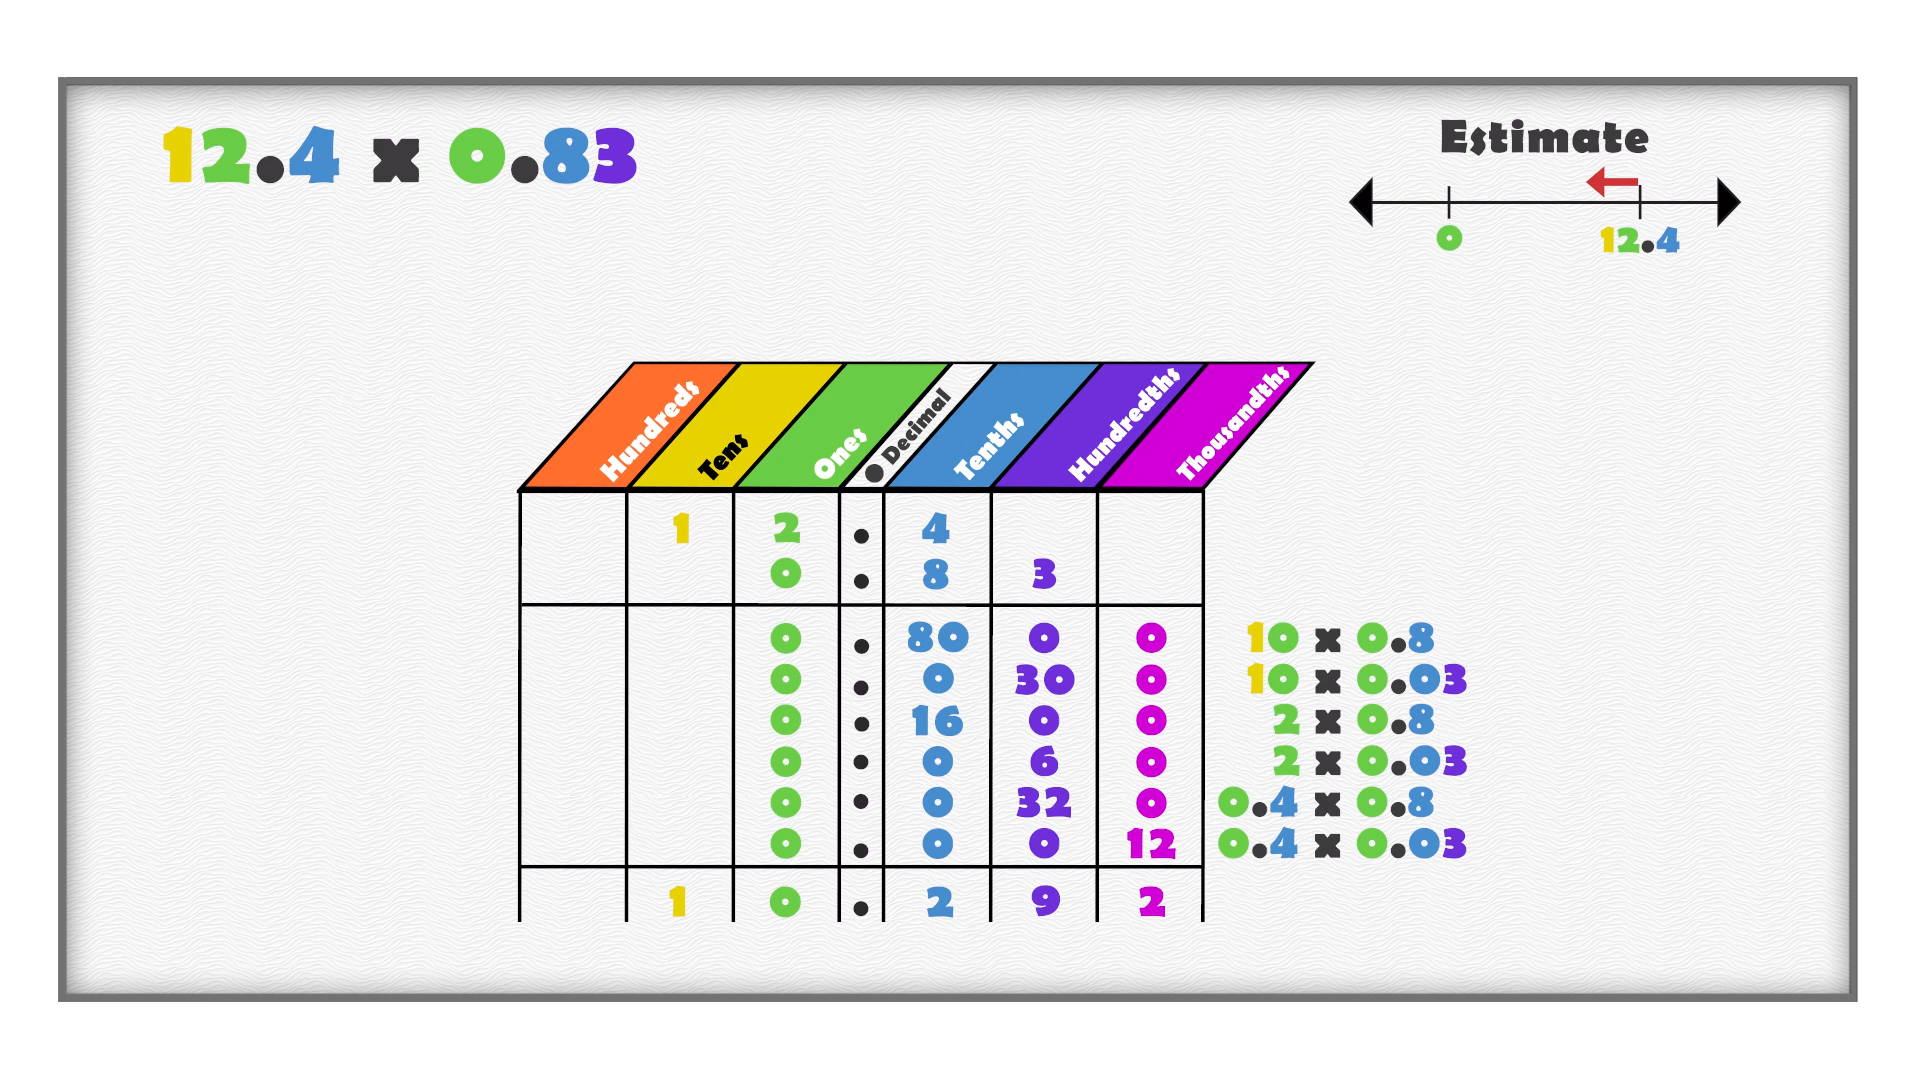 12.4 x 0.83
Estimate
0 12.4
Hundreds Tens Ones Decimal Tenths Hundredths Thousandths
1 2 . 4
0 . 8 3
0 . 80 0 0 10 x 0.8
0 . 0 30 0 10 x 0.03
0 . 16 0 0 2 x 0.8
0 . 0 6 0 2 x 0.03
0 . 0 32 0 0.4 x 0.8
0 . 0 0 12 0.4 x 0.03
1 0 . 2 9 2